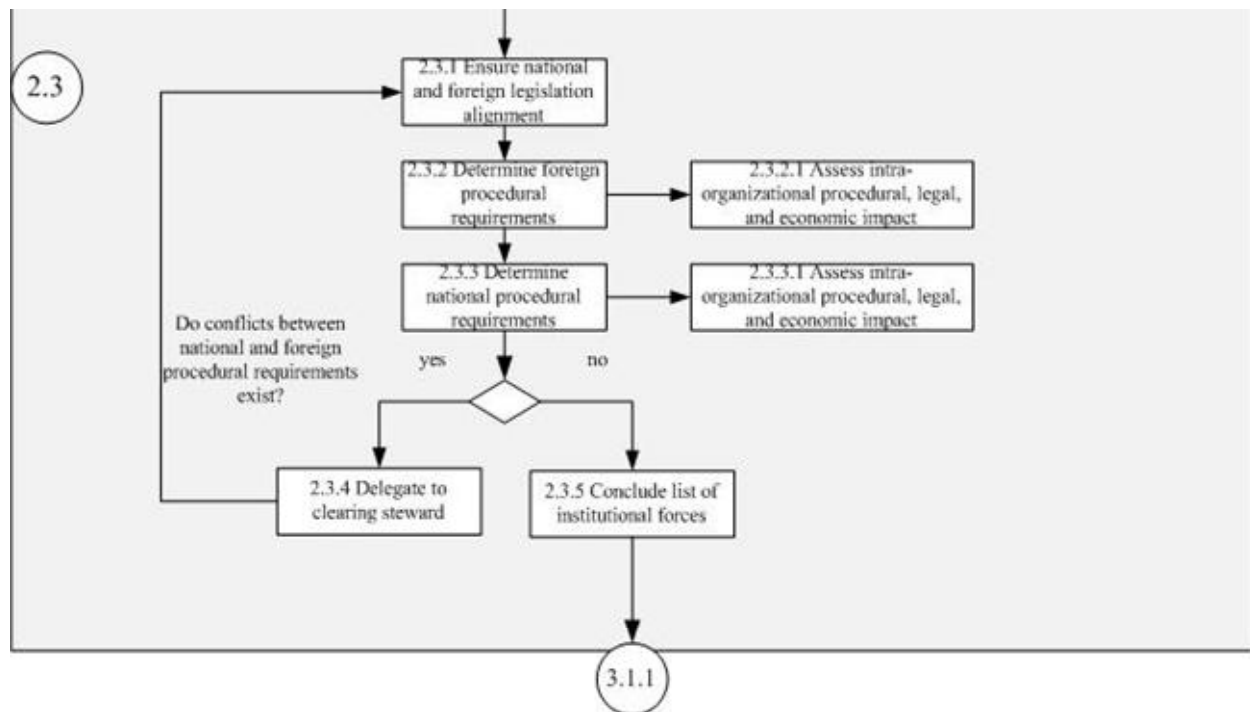 2.3
2.3.1 Ensure national
and foreign legislation
alignment
2.3.2 Determine foreign
procedural
requirements
2.3.2.1 Assess intra-
organizational procedural, legal,
and economic impact
2.3.3 Determine
national procedural
requirements
2.3.3.1 Assess intra-
organizational procedural, legal,
and economic impact
Do conflicts between
national and foreign
procedural requirements
exist?
yes
no
2.3.4 Delegate to
clearing steward
2.3.5 Conclude list of
institutional forces
3.1.1